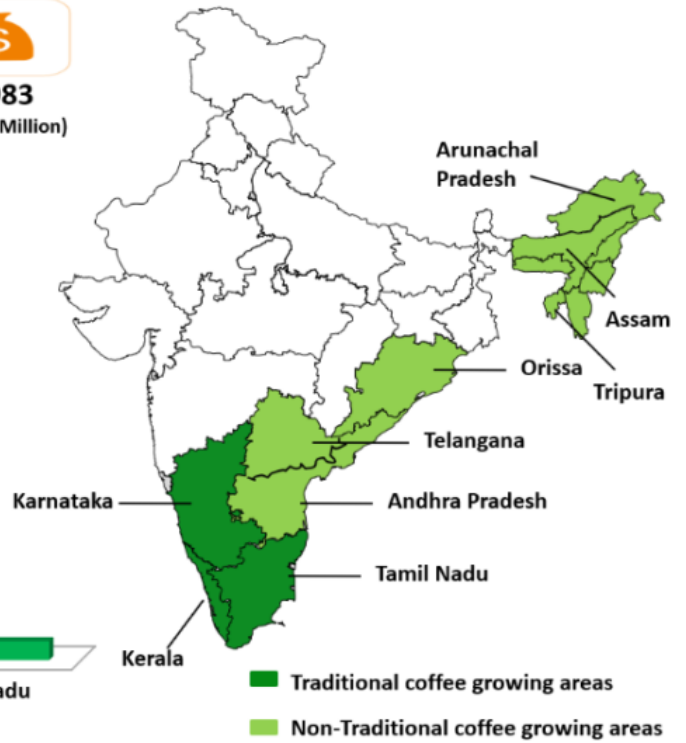 S
083
Million)
Arunachal
Pradesh
Assam
Orissa
Tripura
Telangana
Karnataka
Andhra Pradesh
Tamil Nadu
Kerala
adu
Traditional coffee growing areas
Non-Traditional coffee growing areas